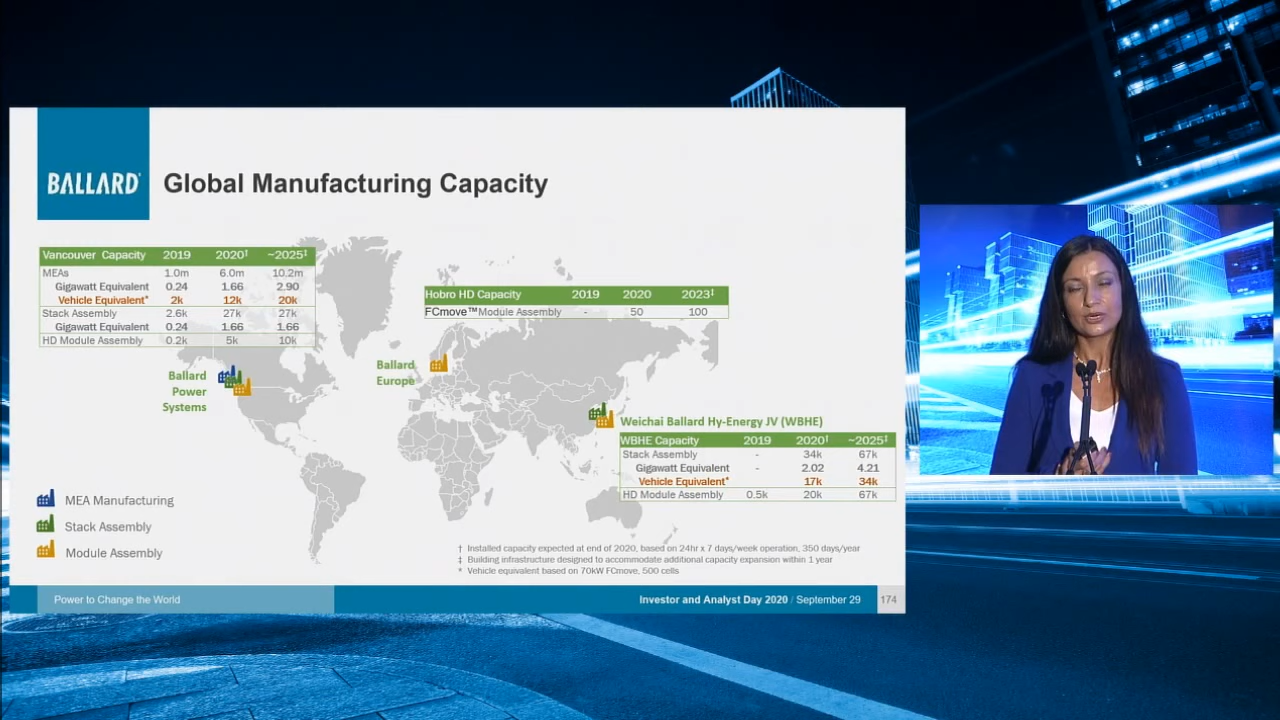 BALLARD
Global Manufacturing Capacity
Vancouver Capacity 2019 2020† ~2025‡
MEAs 1.0m 6.0m 10.2m
Gigawatt Equivalent 0.24 1.66 2.90
Vehicle Equivalent* 2k 12k 20k
Stack Assembly 2.6k 27k 27k
Gigawatt Equivalent 0.24 1.66 1.66
HD Module Assembly 0.2k 5k 10k
Hobro HD Capacity 2019 2020 2023‡
FCmove™Module Assembly - 50 100
Ballard
Power
Systems
Ballard
Europe
Weichai Ballard Hy-Energy JV (WBHE)
WBHE Capacity 2019 2020† ~2025‡
Stack Assembly - 34k 67k
Gigawatt Equivalent - 2.02 4.21
Vehicle Equivalent* 17k 34k
HD Module Assembly 0.5k 20k 67k
MEA Manufacturing
Stack Assembly
Module Assembly
† Installed capacity expected at end of 2020, based on 24hr x 7 days/week operation, 350 days/year
‡ Building infrastructure designed to accommodate additional capacity expansion within 1 year
* Vehicle equivalent based on 70kW FCmove, 500 cells
Power to Change the World
Investor and Analyst Day 2020 / September 29
174